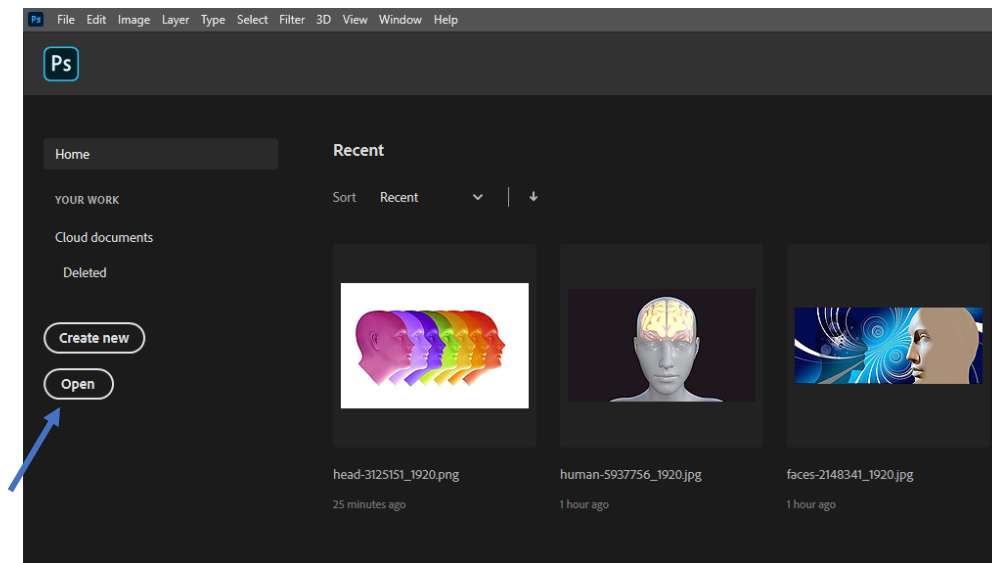 Ps File Edit Image Layer Type Select Filter 3D View Window Help
Ps
Home
YOUR WORK
Cloud documents
Deleted
Create new
Open
Recent
Sort Recent
head-3125151_1920.png
25 minutes ago
human-5937756_1920.jpg
1 hour ago
faces-2148341_1920.jpg
1 hour ago